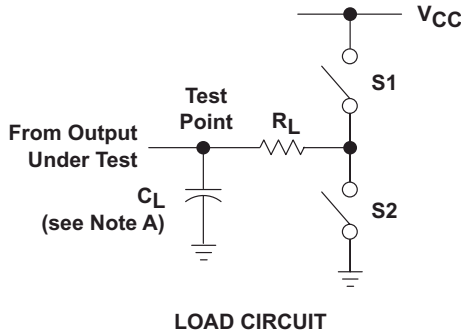 VCC
S1
Test
Point
RL
From Output
Under Test
CL
(see Note A)
S2
LOAD CIRCUIT